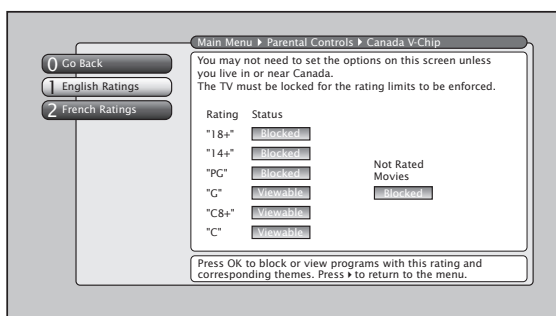 Main Menu ▸ Parental Controls ▸ Canada V-Chip
0 Go Back
1 English Ratings
2 French Ratings
You may not need to set the options on this screen unless
you live in or near Canada.
The TV must be locked for the rating limits to be enforced.
Rating Status
"18+" Blocked
"14+" Blocked
"PG" Blocked
"G" Viewable
"C8+" Viewable
"C" Viewable
Not Rated
Movies
Blocked
Press OK to block or view programs with this rating and
corresponding themes. Press ▸ to return to the menu.